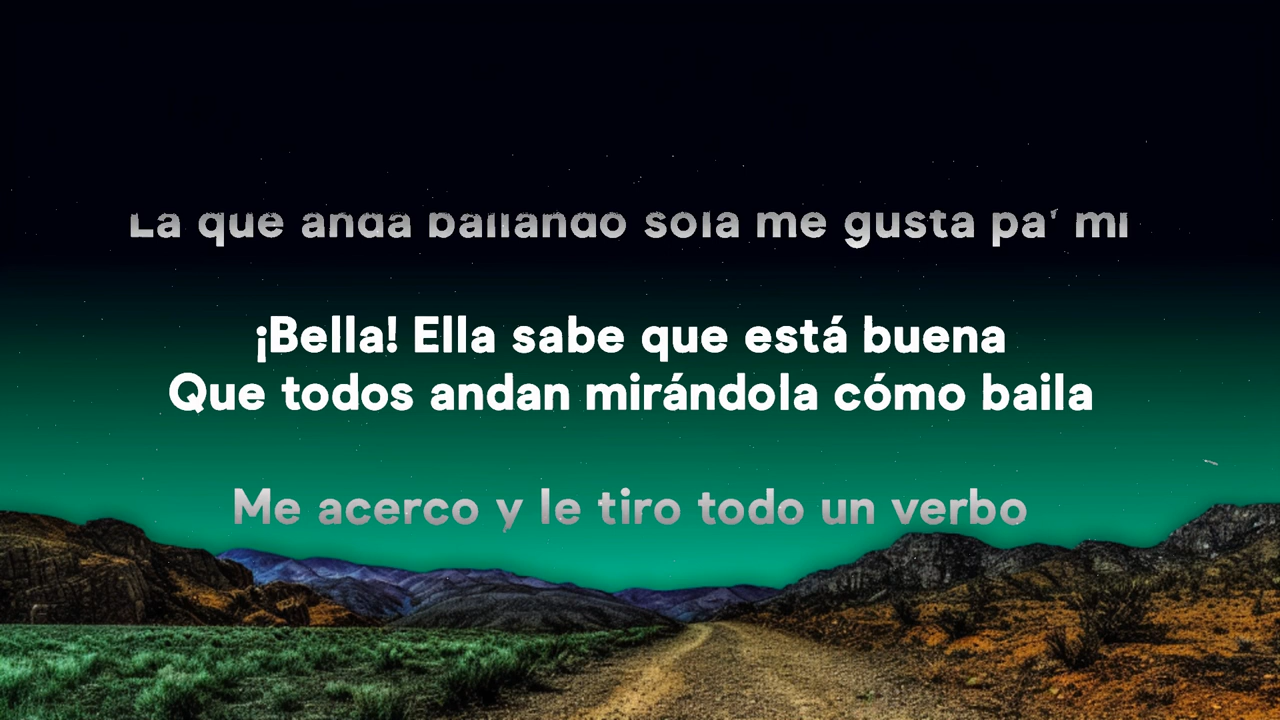 La que anda bailando sola me gusta pa' mí
¡Bella! Ella sabe que está buena
Que todos andan mirándola cómo baila
Me acerco y le tiro todo un verbo